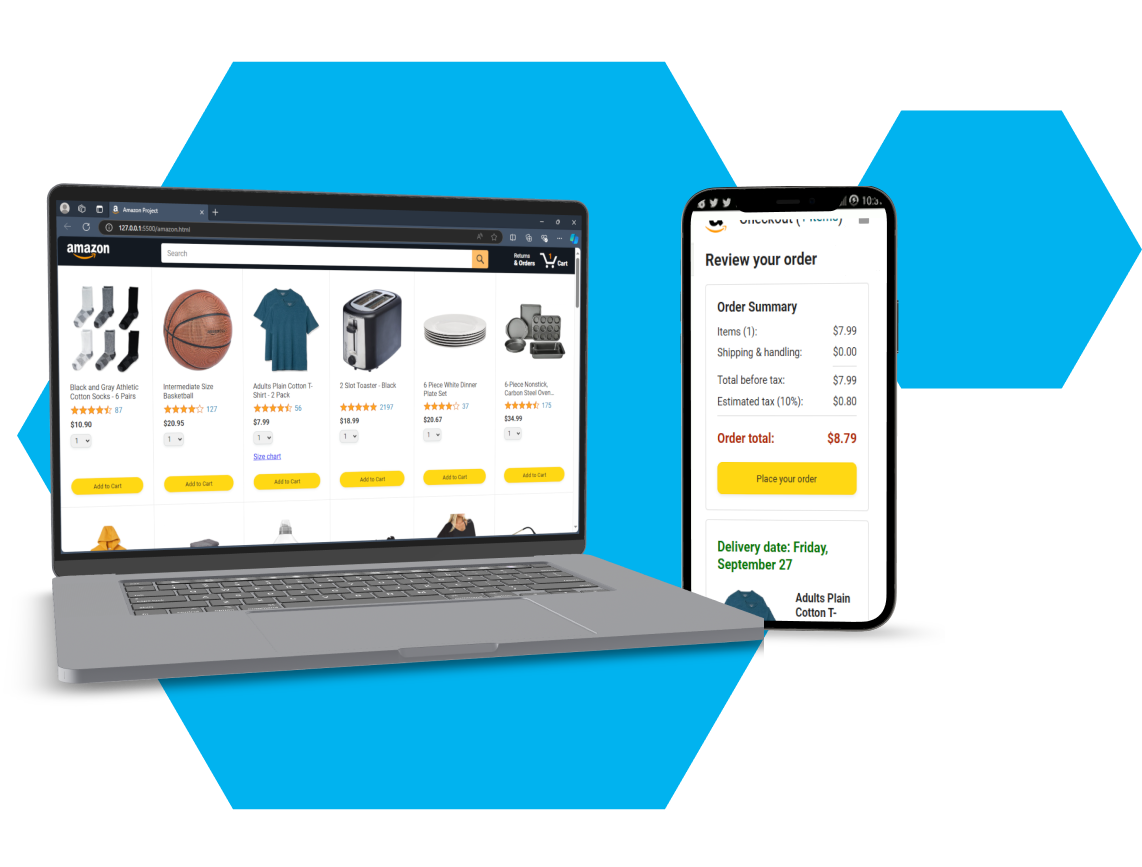 Amazon Project
127.0.0.1:5500/amazon.html
amazon
Search
Returns
& Orders
1
Cart
Black and Gray Athletic
Cotton Socks - 6 Pairs
87
$10.90
1
Add to Cart
Intermediate Size
Basketball
127
$20.95
1
Add to Cart
Adults Plain Cotton T-
Shirt - 2 Pack
56
$7.99
1
Size chart
Add to Cart
2 Slot Toaster - Black
2197
$18.99
1
Add to Cart
6 Piece White Dinner
Plate Set
37
$20.67
1
Add to Cart
6-Piece Nonstick,
Carbon Steel Oven...
175
$34.99
1
Add to Cart
Checkout (1 items)
Review your order
Order Summary
Items (1): $7.99
Shipping & handling: $0.00
Total before tax: $7.99
Estimated tax (10%): $0.80
Order total: $8.79
Place your order
Delivery date: Friday,
September 27
Adults Plain
Cotton T-